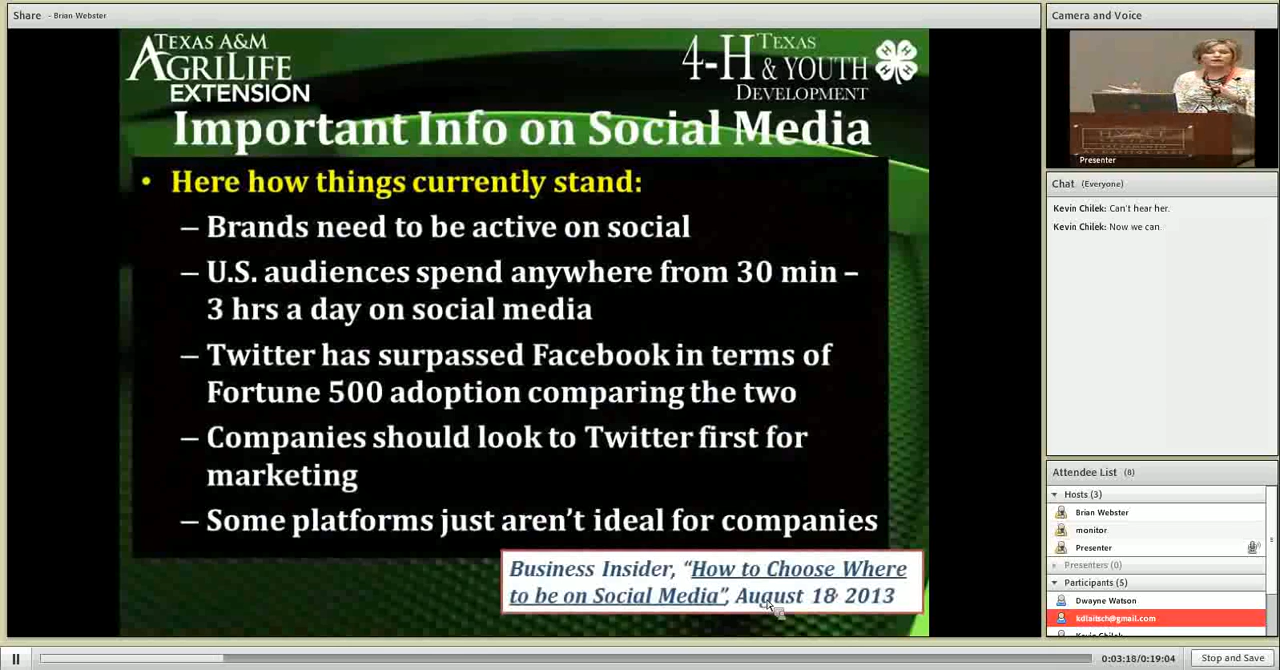 Share - Brian Webster
TEXAS A&M
AGRILIFE
EXTENSION
4-H TEXAS
& YOUTH
DEVELOPMENT
H H
H H
Important Info on Social Media
• Here how things currently stand:
– Brands need to be active on social
– U.S. audiences spend anywhere from 30 min –
3 hrs a day on social media
– Twitter has surpassed Facebook in terms of
Fortune 500 adoption comparing the two
– Companies should look to Twitter first for
marketing
– Some platforms just aren't ideal for companies
Business Insider, "How to Choose Where
to be on Social Media", August 18, 2013
Camera and Voice
HYATT
Presenter
Chat (Everyone)
Kevin Chilek: Can't hear her.
Kevin Chilek: Now we can.
Attendee List (8)
Hosts (3)
Brian Webster
monitor
Presenter
Presenters (0)
Participants (5)
Dwayne Watson
kdtaitsch@gmail.com
Kevin Chilek
0:03:18/0:19:04
Stop and Save